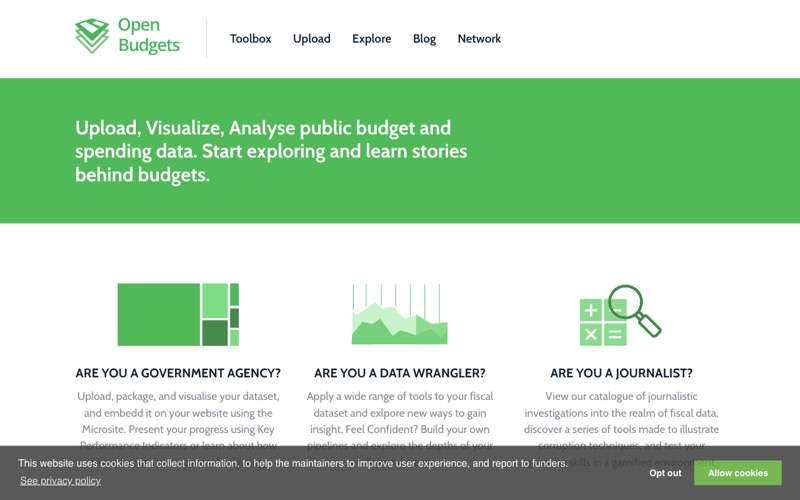 Open
Budgets
Toolbox
Upload
Explore
Blog
Network
Upload, Visualize, Analyse public budget and
spending data. Start exploring and learn stories
behind budgets.
ARE YOU A GOVERNMENT AGENCY?
Upload, package, and visualise your dataset,
and embedd it on your website using the
Microsite. Present your progress using Key
Performance Indicators or learn about how
ARE YOU A DATA WRANGLER?
Apply a wide range of tools to your fiscal
dataset and exlpore new ways to gain
insight. Feel Confident? Build your own
pipelines and explore the depths of your
ARE YOU A JOURNALIST?
View our catalogue of journalistic
investigations into the realm of fiscal data,
discover a series of tools made to illustrate
corruption techniques, and test your
skills in a gamified environment.
This website uses cookies that collect information, to help the maintainers to improve user experience, and report to funders.
See privacy policy
Opt out
Allow cookies